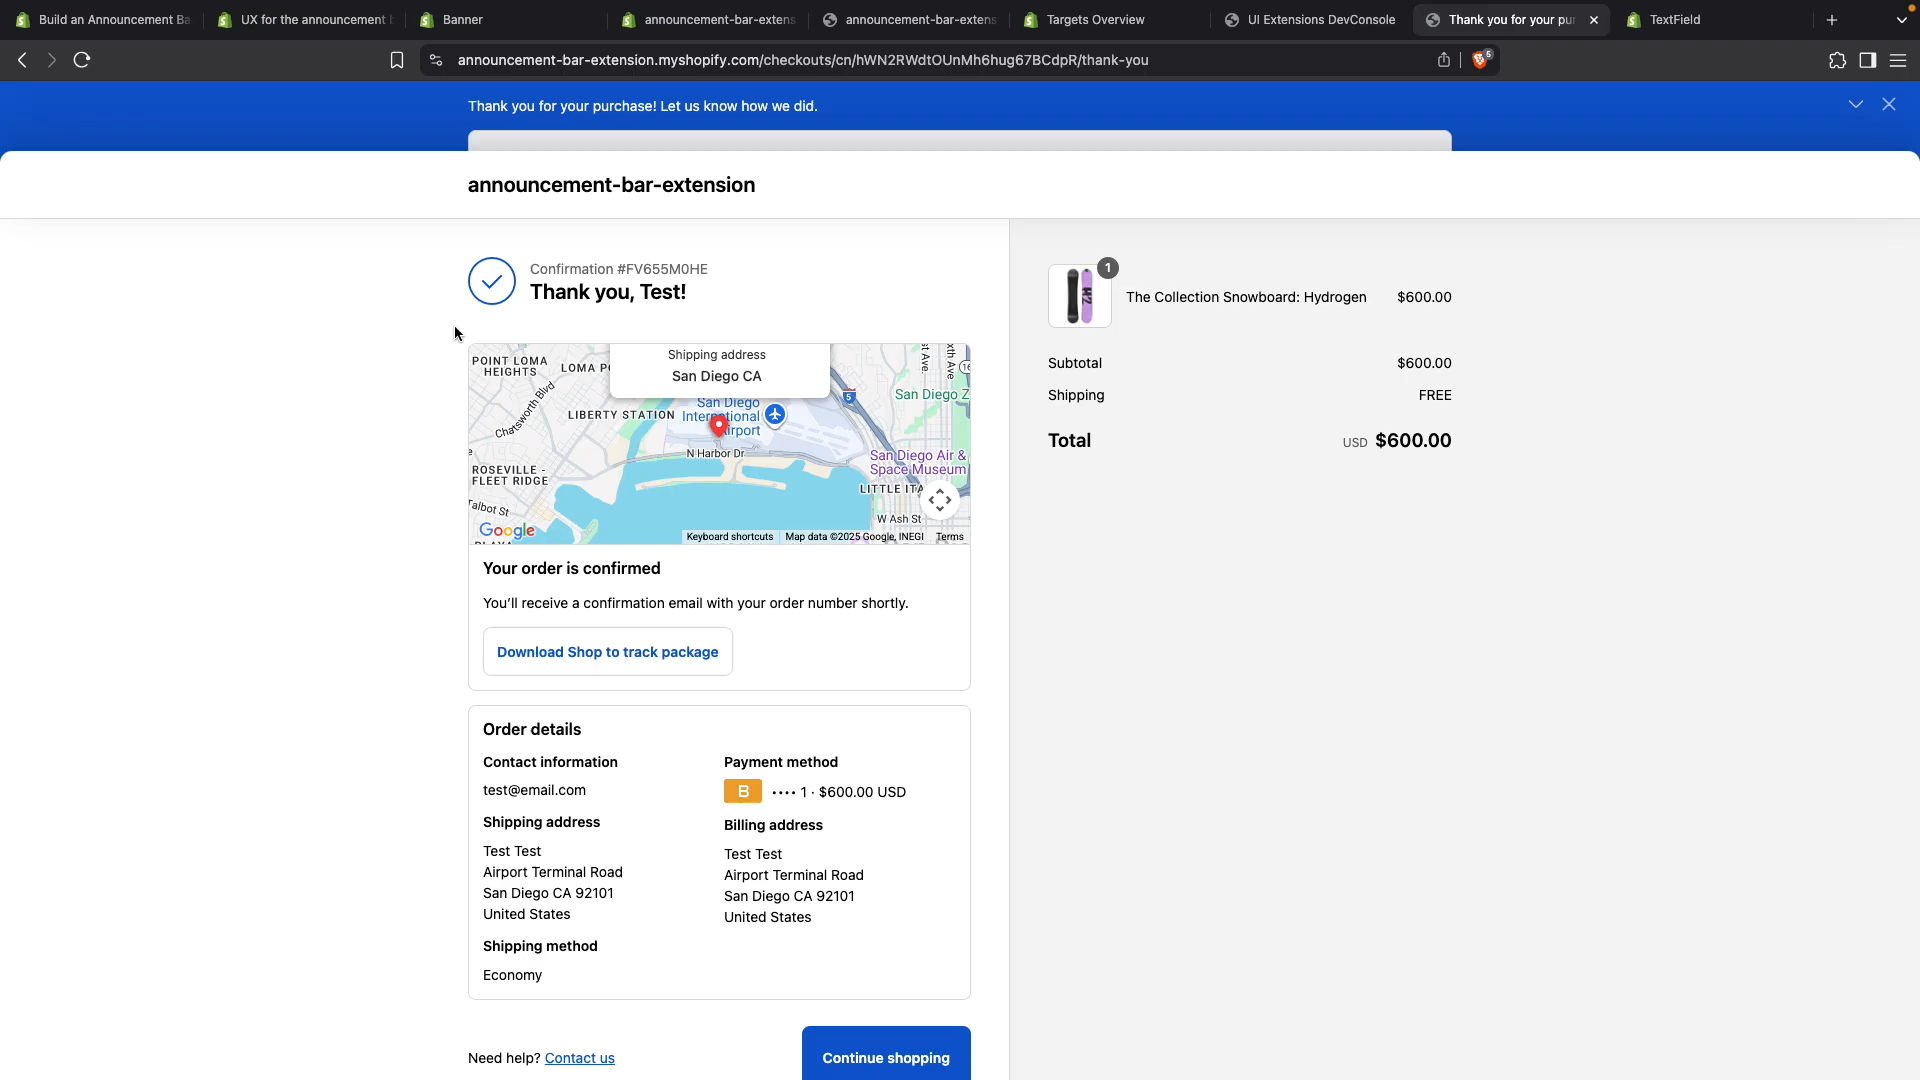 Build an Announcement Ba
UX for the announcement b
Banner
announcement-bar-extens
announcement-bar-extens
Targets Overview
UI Extensions DevConsole
Thank you for your pur
TextField
announcement-bar-extension.myshopify.com/checkouts/cn/hWN2RWdtOUnMh6hug67BCdpR/thank-you
5
Thank you for your purchase! Let us know how we did.
announcement-bar-extension
Confirmation #FV655M0HE
Thank you, Test!
1
The Collection Snowboard: Hydrogen $600.00
Subtotal $600.00
Shipping FREE
Total USD $600.00
Shipping address
San Diego CA
POINT LOMA
HEIGHTS
LOMA PO
Chatsworth Blvd
LIBERTY STATION
San Diego
International
Airport
5
San Diego Z
N Harbor Dr
San Diego Air &
Space Museum
ROSEVILLE -
FLEET RIDGE
LITTLE ITA
Talbot St
W Ash St
Google
Keyboard shortcuts Map data ©2025 Google, INEGI Terms
Your order is confirmed
You'll receive a confirmation email with your order number shortly.
Download Shop to track package
Order details
Contact information
test@email.com
Shipping address
Test Test
Airport Terminal Road
San Diego CA 92101
United States
Shipping method
Economy
Payment method
B •••• 1 · $600.00 USD
Billing address
Test Test
Airport Terminal Road
San Diego CA 92101
United States
Need help? Contact us
Continue shopping